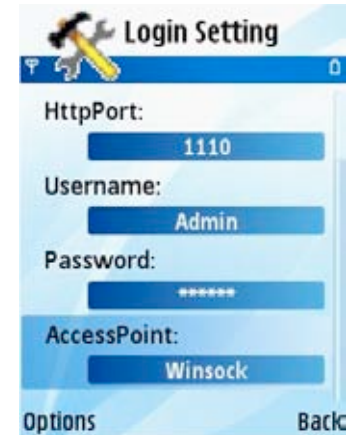 Login Setting
HttpPort:
1110
Username:
Admin
Password:
******
AccessPoint:
Winsock
Options Back